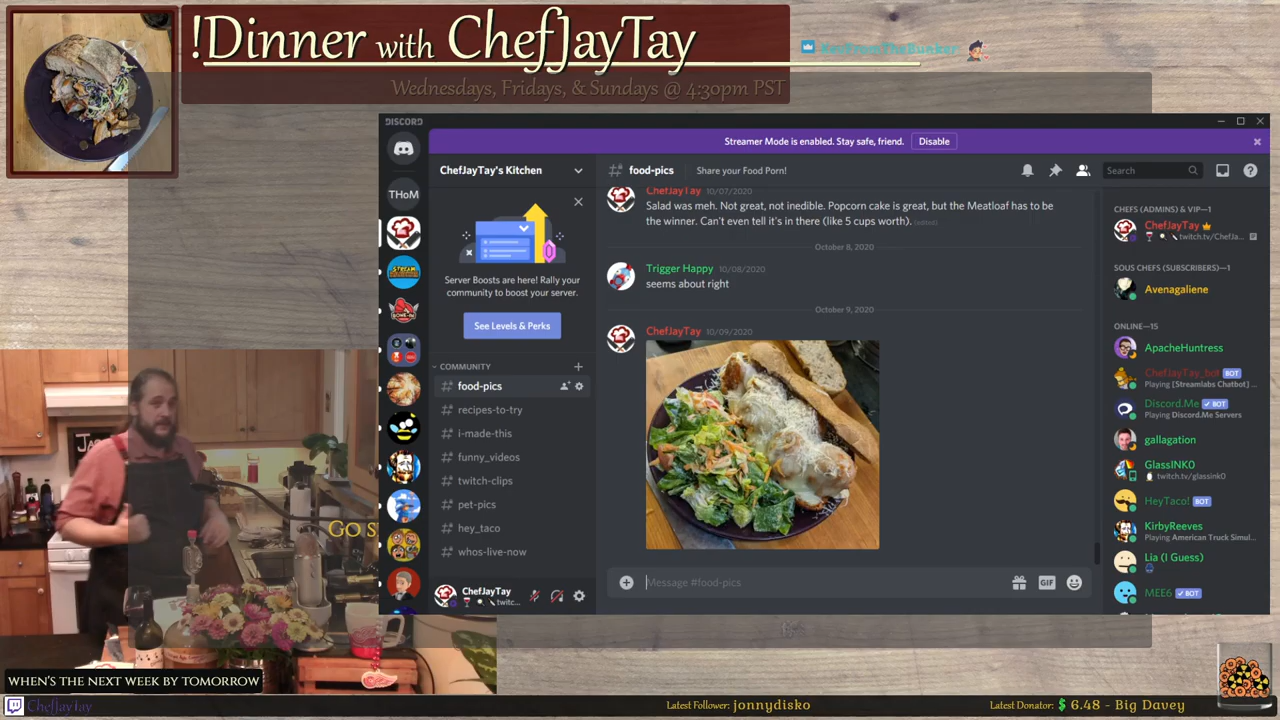 !Dinner with ChefJayTay
Wednesdays, Fridays, & Sundays @ 4:30pm PST
DISCORD
Streamer Mode is enabled. Stay safe, friend.
Disable
ChefJayTay's Kitchen
food-pics
Share your Food Porn!
Search
THoM
Server Boosts are here! Rally your
community to boost your server.
See Levels & Perks
COMMUNITY
food-pics
recipes-to-try
i-made-this
funny_videos
twitch-clips
pet-pics
hey_taco
whos-live-now
ChefJayTay
twitc...
ChefJayTay 10/07/2020
Salad was meh. Not great, not inedible. Popcorn cake is great, but the Meatloaf has to be
the winner. Can't even tell it's in there (like 5 cups worth). (edited)
October 8, 2020
Trigger Happy 10/08/2020
seems about right
October 9, 2020
ChefJayTay 10/09/2020
Message #food-pics
GIF
CHEFS (ADMINS) & VIP—1
ChefJayTay
twitch.tv/ChefJa...
SOUS CHEFS (SUBSCRIBERS)—1
Avenagaliene
ONLINE—15
ApacheHuntress
ChefJayTay_bot BOT
Playing [Streamlabs Chatbot] ...
Discord.Me BOT
Playing Discord.Me Servers
gallagation
GlassINK0
twitch.tv/glassink0
HeyTaco! BOT
KirbyReeves
Playing American Truck Simul...
Lia (I Guess)
MEE6 BOT
WHEN'S THE NEXT WEEK BY TOMORROW
ChefJayTay
Latest Follower: jonnydisko
Latest Donator: $ 6.48 - Big Davey